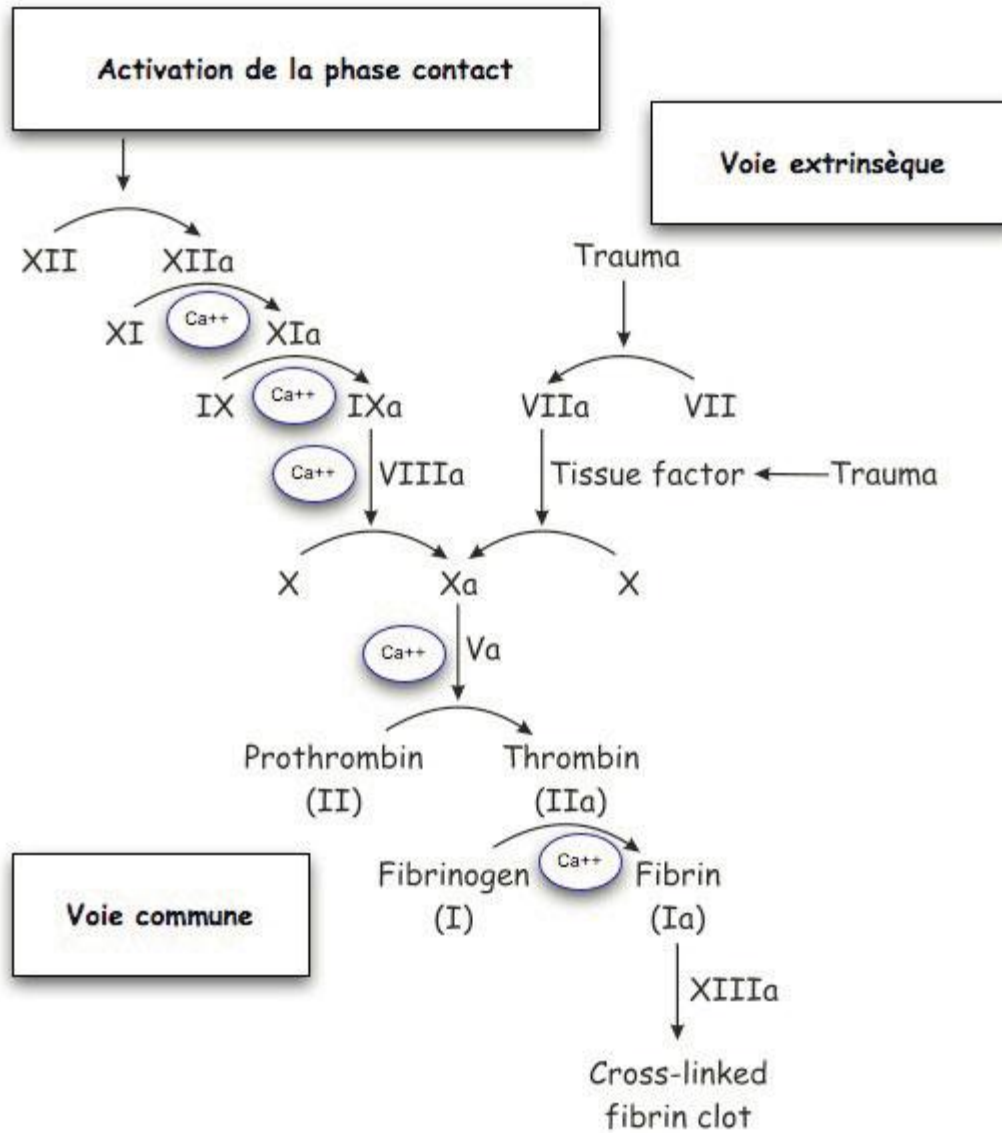 Activation de la phase contact
Voie extrinsèque
XII XIIa
Trauma
XI Ca++ XIa
IX Ca++ IXa VIIa VII
Ca++ VIIIa Tissue factor Trauma
X Xa X
Ca++ Va
Prothrombin Thrombin
(II) (IIa)
Fibrinogen Ca++ Fibrin
(I) (Ia)
Voie commune
XIIIa
Cross-linked
fibrin clot